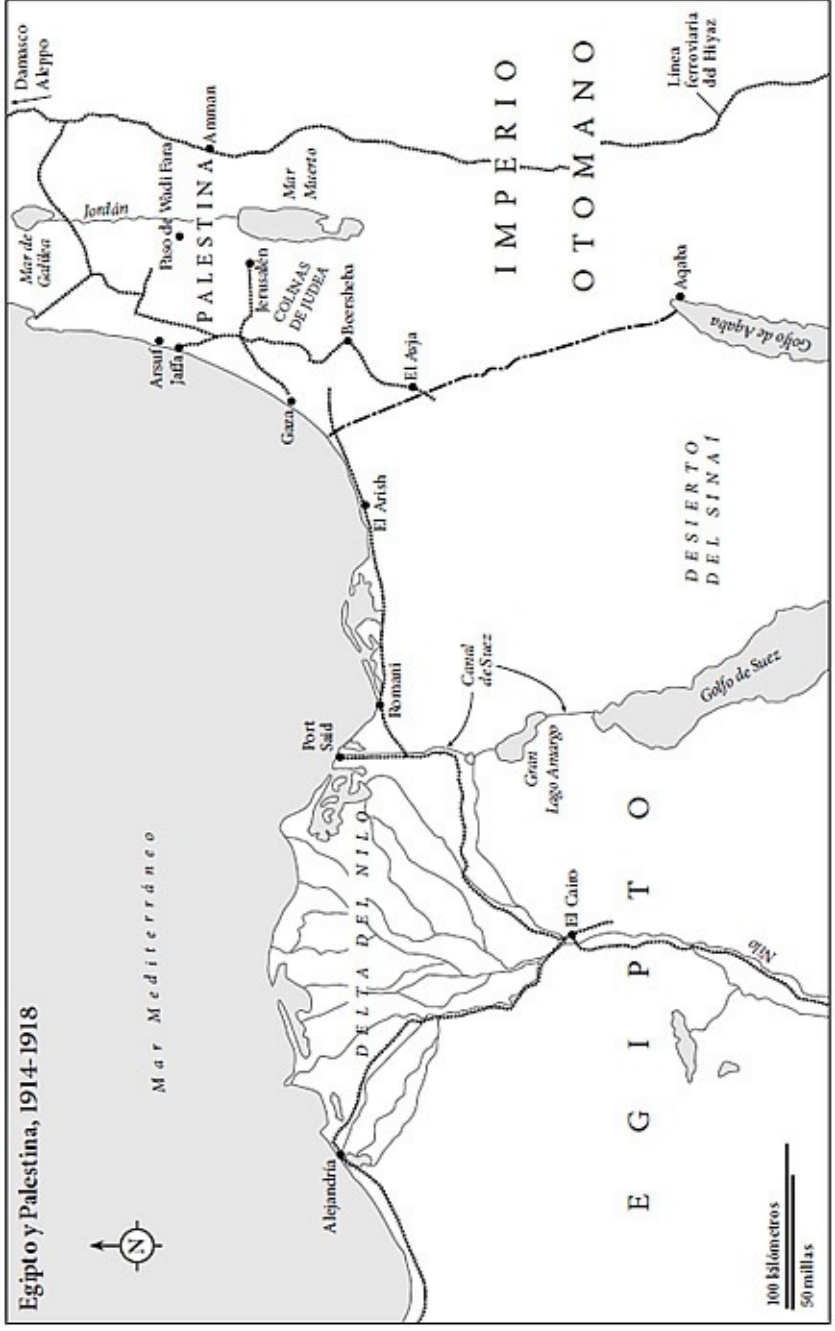 Egipto y Palestina, 1914-1918
N
Mar Mediterráneo
Damasco
Aleppo
Mar de
Galilea
Jordán
Paso de Wadi Fara
PALESTINA
Amman
Arsuf
Jaffa
Jerusalén
COLINAS
DE JUDEA
Mar
Muerto
Gaza
Beersheba
El Arish
El Avja
IMPERIO
OTOMANO
Línea
ferroviaria
del Hiyaz
Aqaba
Golfo de Aqaba
DESIERTO
DEL SINAÍ
Port
Said
Romani
Canal
de Suez
Gran
Lago Amargo
Golfo de Suez
Alejandría
DELTA DEL NILO
El Cairo
Nilo
EGIPTO
100 kilómetros
50 millas